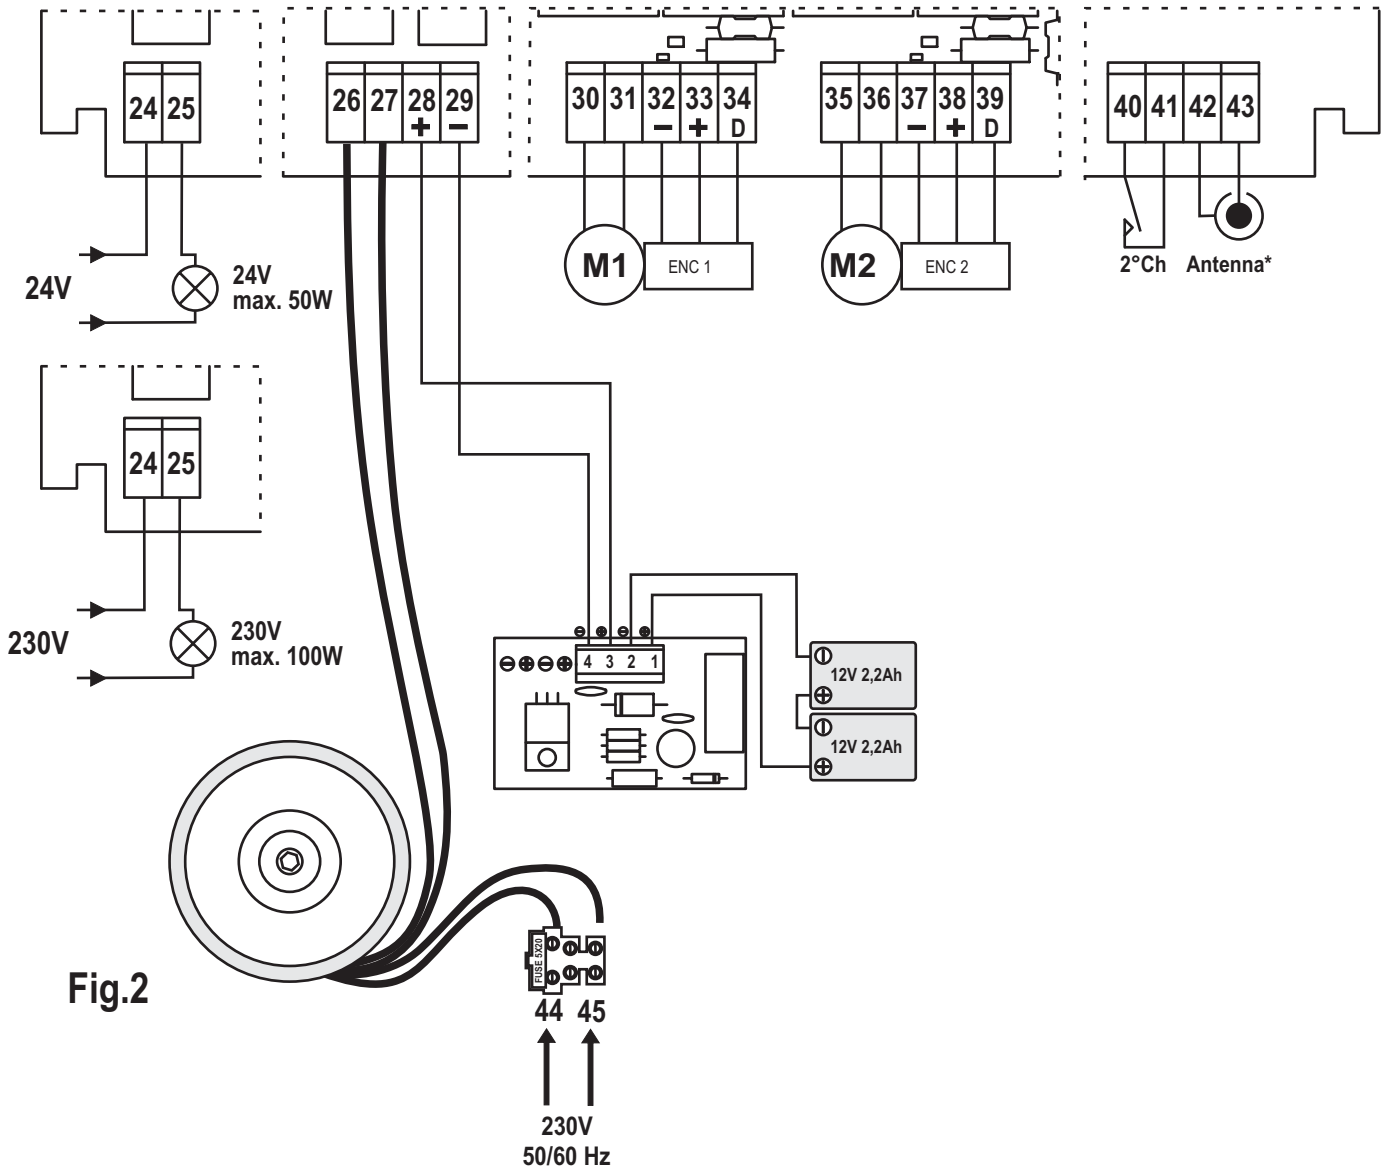 24 25
26 27 28 29
+ −
30 31 32 33 34
− + D
35 36 37 38 39
− + D
40 41 42 43
24V
24V
max. 50W
M1
ENC 1
M2
ENC 2
2°Ch Antenna*
24 25
230V
230V
max. 100W
4 3 2 1
12V 2,2Ah
12V 2,2Ah
FUSE 5X20
44 45
230V
50/60 Hz
Fig.2